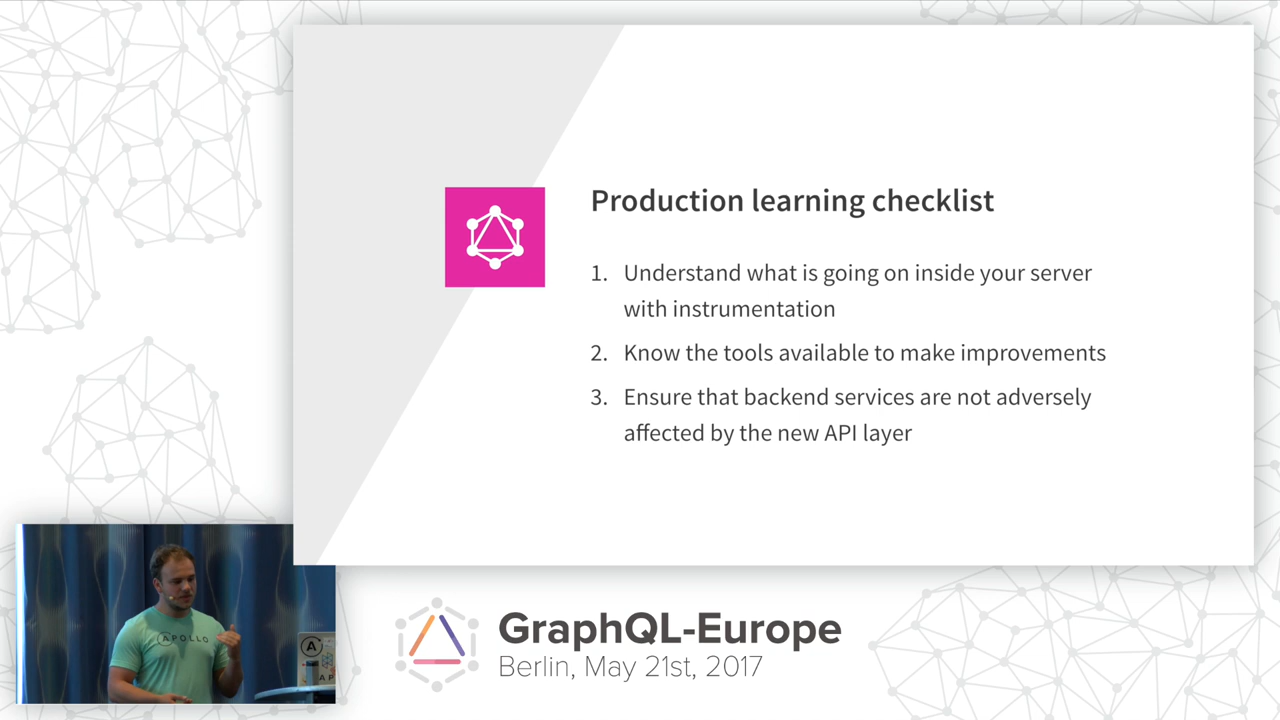 Production learning checklist
1. Understand what is going on inside your server
with instrumentation
2. Know the tools available to make improvements
3. Ensure that backend services are not adversely
affected by the new API layer
APOLLO
A
AP
GraphQL-Europe
Berlin, May 21st, 2017